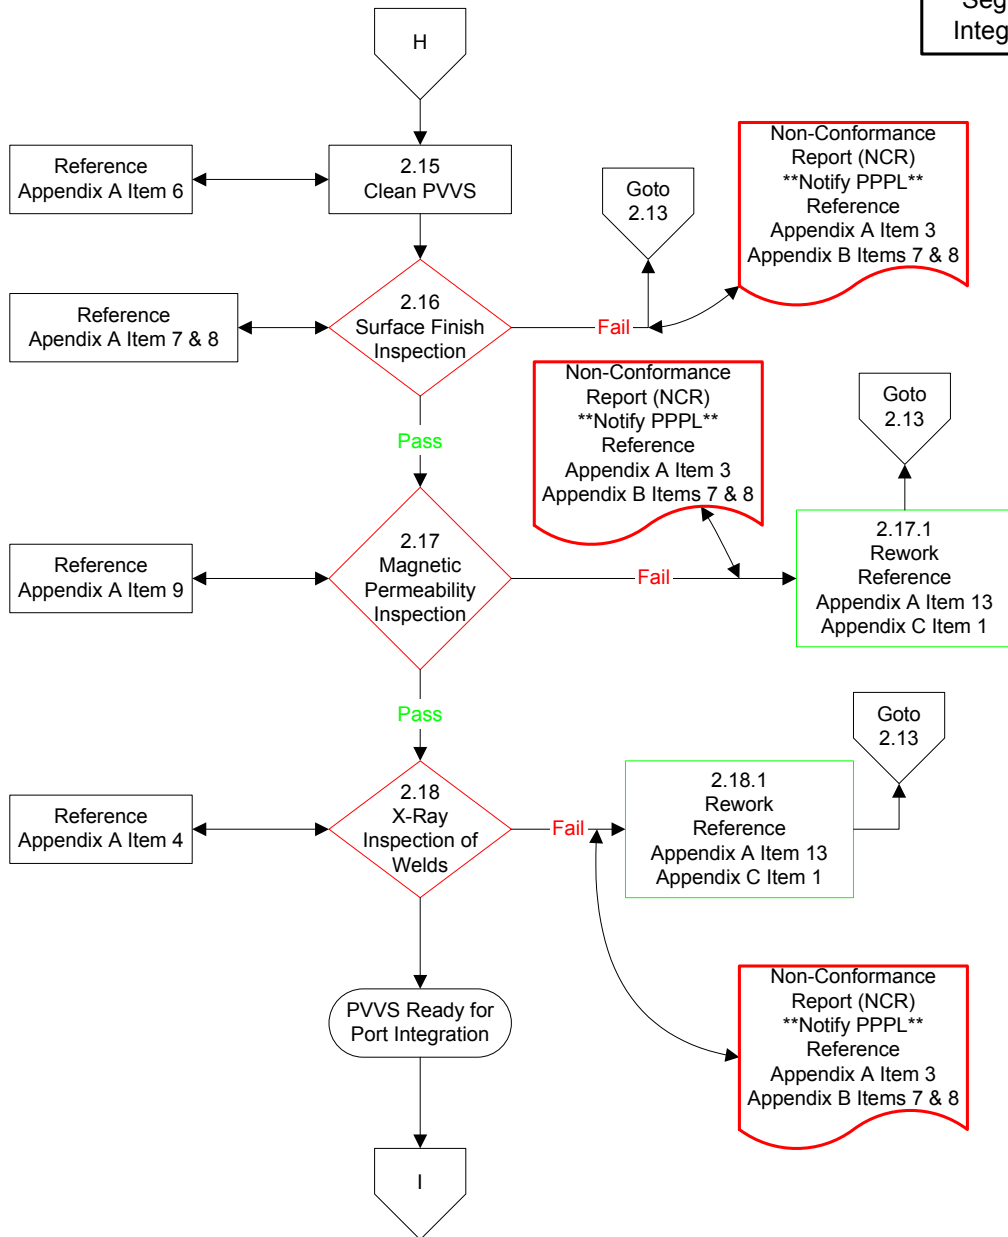 Seg
Integ
H
2.15
Clean PVVS
Reference
Appendix A Item 6
Goto
2.13
Non-Conformance
Report (NCR)
**Notify PPPL**
Reference
Appendix A Item 3
Appendix B Items 7 & 8
2.16
Surface Finish
Inspection
Reference
Apendix A Item 7 & 8
Fail
Pass
Non-Conformance
Report (NCR)
**Notify PPPL**
Reference
Appendix A Item 3
Appendix B Items 7 & 8
Goto
2.13
2.17
Magnetic
Permeability
Inspection
Reference
Appendix A Item 9
Fail
2.17.1
Rework
Reference
Appendix A Item 13
Appendix C Item 1
Pass
Goto
2.13
2.18
X-Ray
Inspection of
Welds
Reference
Appendix A Item 4
Fail
2.18.1
Rework
Reference
Appendix A Item 13
Appendix C Item 1
PVVS Ready for
Port Integration
Non-Conformance
Report (NCR)
**Notify PPPL**
Reference
Appendix A Item 3
Appendix B Items 7 & 8
I